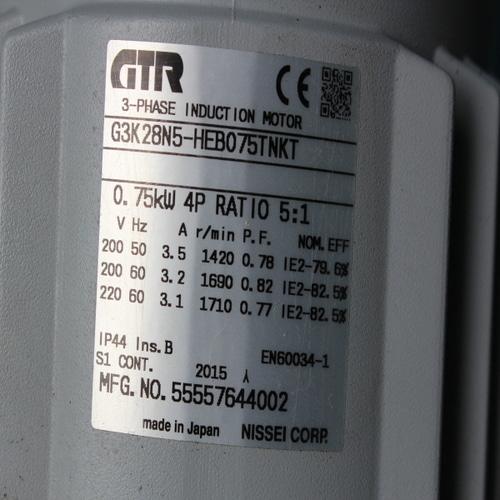 GTR CE
3-PHASE INDUCTION MOTOR
G3K28N5-HEB075TNKT
0.75kW 4P RATIO 5:1
V Hz A r/min P.F. NOM.EFF
200 50 3.5 1420 0.78 IE2-79.6%
200 60 3.2 1690 0.82 IE2-82.5%
220 60 3.1 1710 0.77 IE2-82.5%
IP44 Ins.B EN60034-1
S1 CONT. 2015
MFG.NO.55557644002
made in Japan NISSEI CORP.